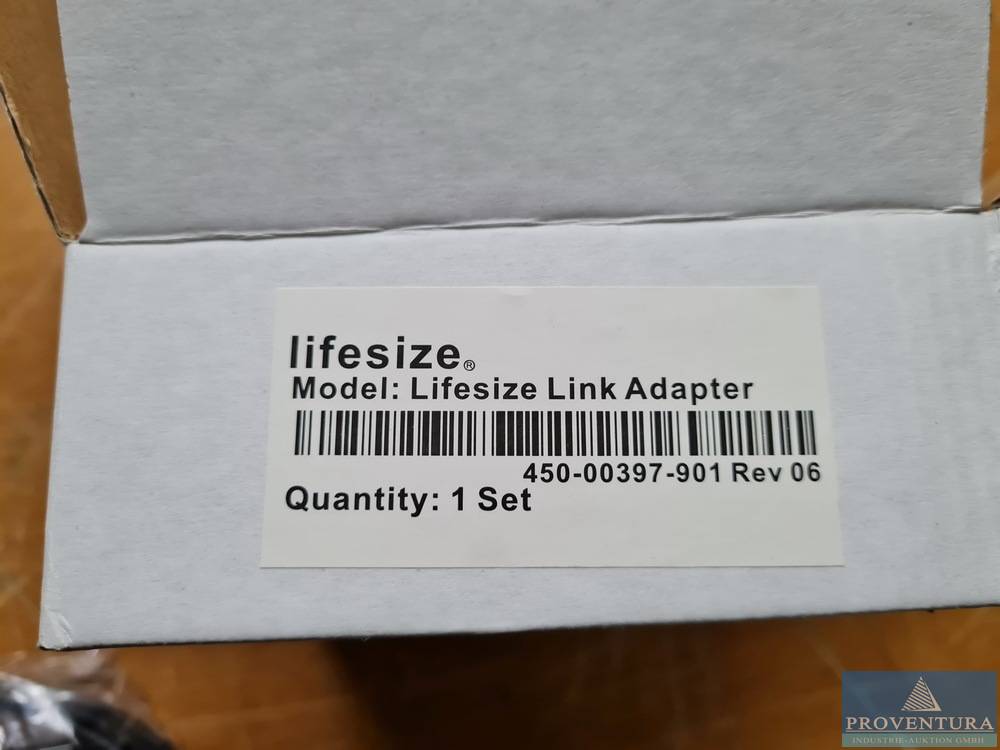 lifesize®
Model: Lifesize Link Adapter
450-00397-901 Rev 06
Quantity: 1 Set
PROVENTURA
INDUSTRIE-AUKTION GMBH